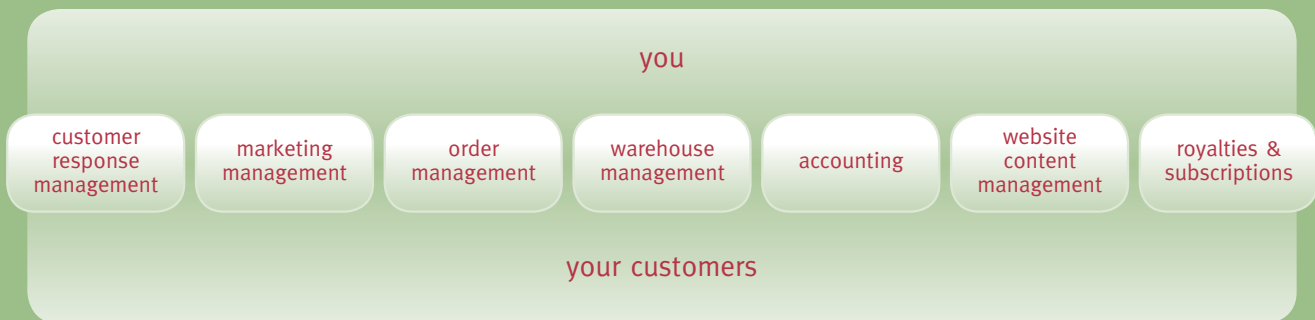 you
customer
response
management
marketing
management
order
management
warehouse
management
accounting
website
content
management
royalties &
subscriptions
your customers